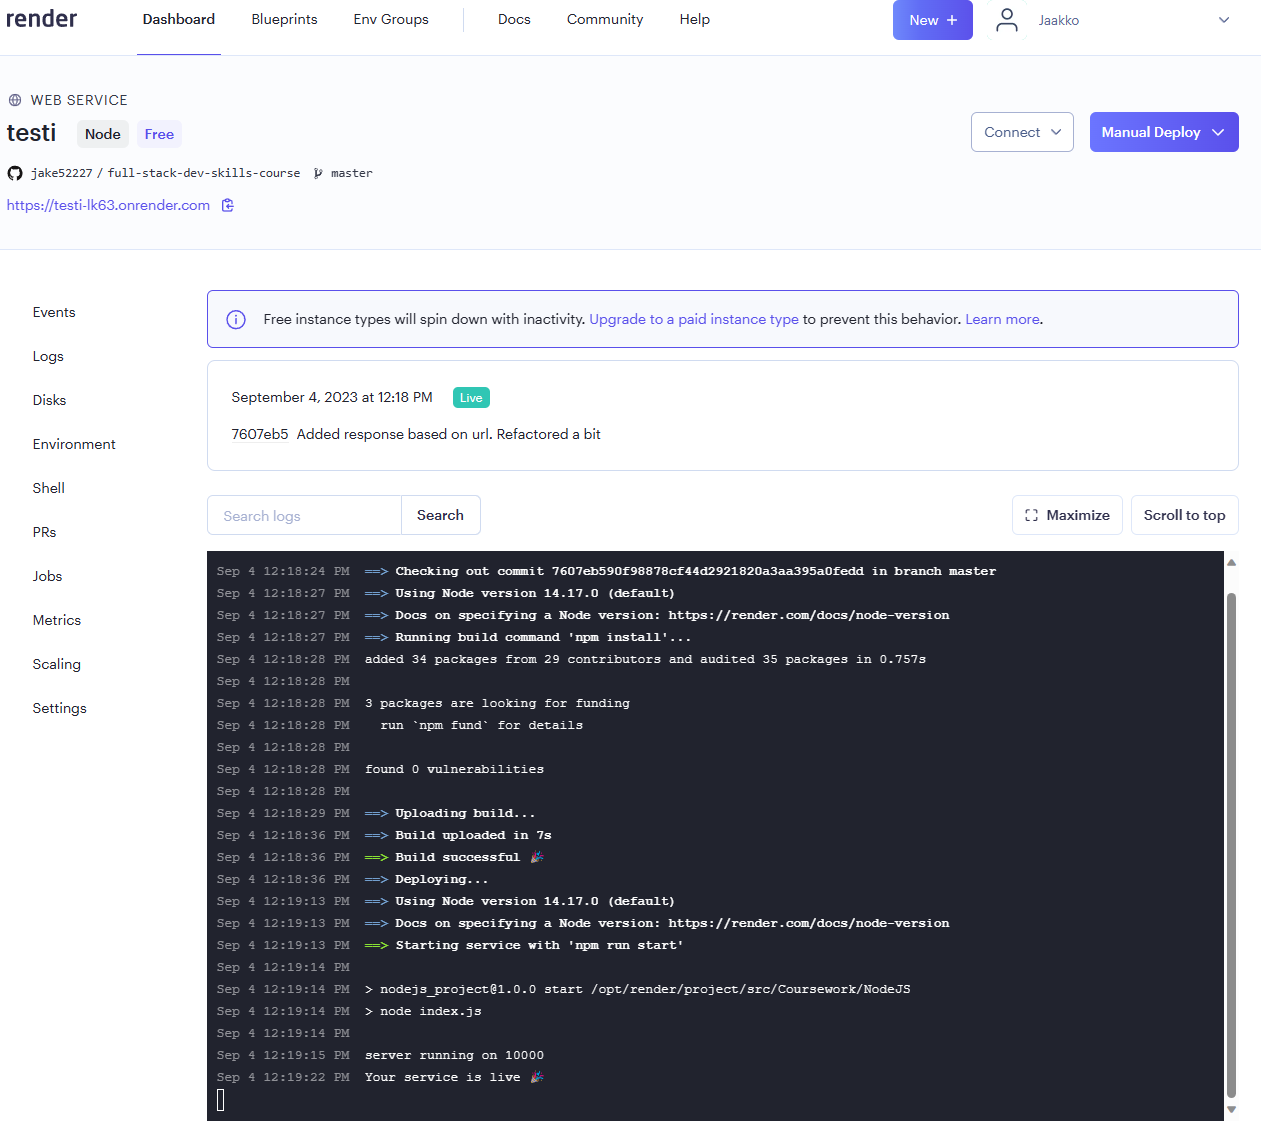 render Dashboard Blueprints Env Groups Docs Community Help New + Jaakko
WEB SERVICE
testi Node Free Connect Manual Deploy
jake52227 / full-stack-dev-skills-course master
https://testi-lk63.onrender.com
Events
Logs
Disks
Environment
Shell
PRs
Jobs
Metrics
Scaling
Settings
Free instance types will spin down with inactivity. Upgrade to a paid instance type to prevent this behavior. Learn more.
September 4, 2023 at 12:18 PM Live
7607eb5 Added response based on url. Refactored a bit
Search logs Search Maximize Scroll to top
Sep 4 12:18:24 PM ==> Checking out commit 7607eb590f98878cf44d2921820a3aa395a0fedd in branch master
Sep 4 12:18:27 PM ==> Using Node version 14.17.0 (default)
Sep 4 12:18:27 PM ==> Docs on specifying a Node version: https://render.com/docs/node-version
Sep 4 12:18:27 PM ==> Running build command 'npm install'...
Sep 4 12:18:28 PM added 34 packages from 29 contributors and audited 35 packages in 0.757s
Sep 4 12:18:28 PM
Sep 4 12:18:28 PM 3 packages are looking for funding
Sep 4 12:18:28 PM run `npm fund` for details
Sep 4 12:18:28 PM
Sep 4 12:18:28 PM found 0 vulnerabilities
Sep 4 12:18:28 PM
Sep 4 12:18:29 PM ==> Uploading build...
Sep 4 12:18:36 PM ==> Build uploaded in 7s
Sep 4 12:18:36 PM ==> Build successful 🎉
Sep 4 12:18:36 PM ==> Deploying...
Sep 4 12:19:13 PM ==> Using Node version 14.17.0 (default)
Sep 4 12:19:13 PM ==> Docs on specifying a Node version: https://render.com/docs/node-version
Sep 4 12:19:13 PM ==> Starting service with 'npm run start'
Sep 4 12:19:14 PM
Sep 4 12:19:14 PM > nodejs_project@1.0.0 start /opt/render/project/src/Coursework/NodeJS
Sep 4 12:19:14 PM > node index.js
Sep 4 12:19:14 PM
Sep 4 12:19:15 PM server running on 10000
Sep 4 12:19:22 PM Your service is live 🎉